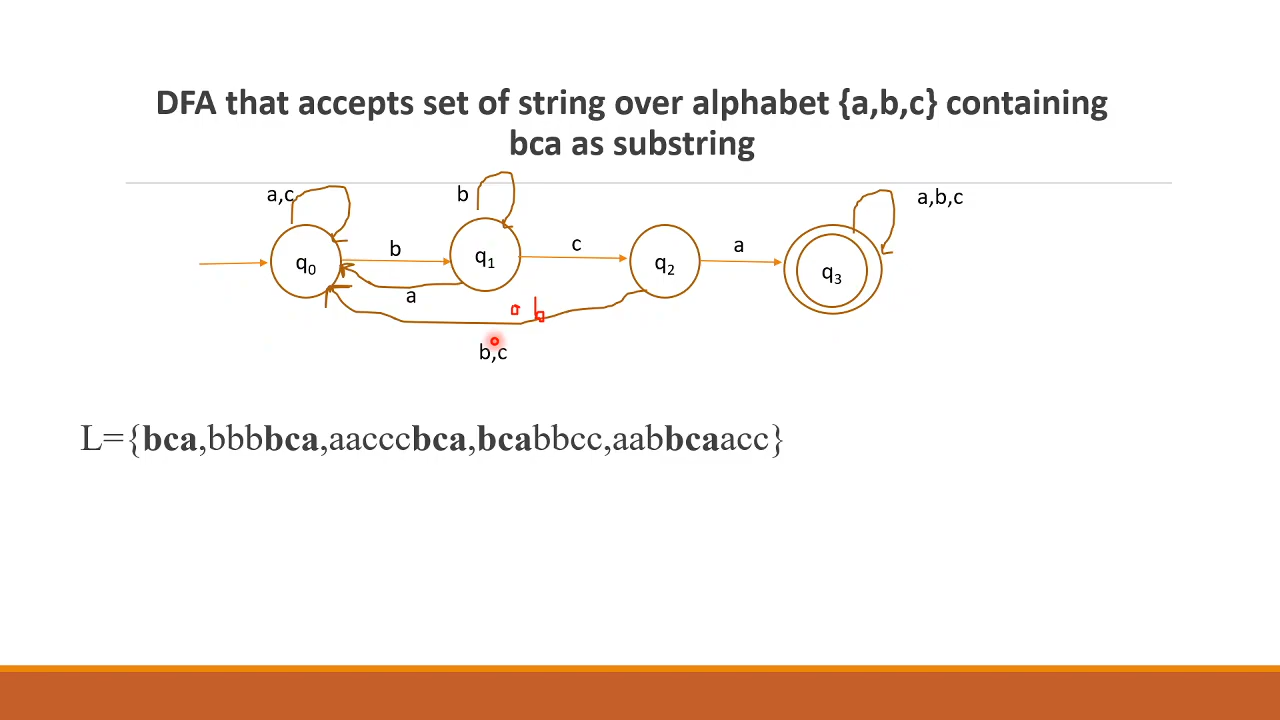 DFA that accepts set of string over alphabet {a,b,c} containing
bca as substring
a,c
b
a,b,c
b
c
a
q₀
q₁
q₂
q₃
a
b,c
L={bca,bbbbca,aacccbca,bcabbcc,aabbcaacc}